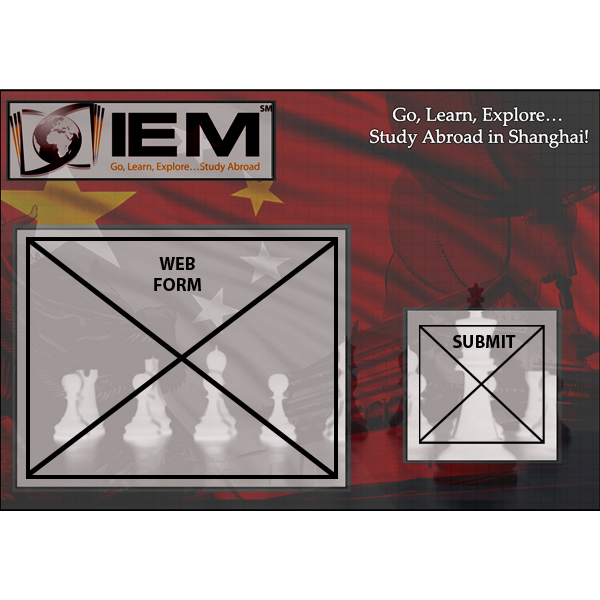 IEM SM
Go, Learn, Explore...Study Abroad
Go, Learn, Explore...
Study Abroad in Shanghai!
WEB
FORM
SUBMIT